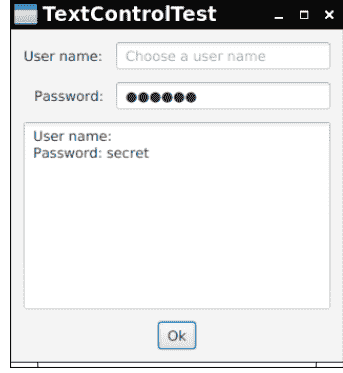 TextControlTest
User name: Choose a user name
Password: ●●●●●●
User name:
Password: secret
Ok